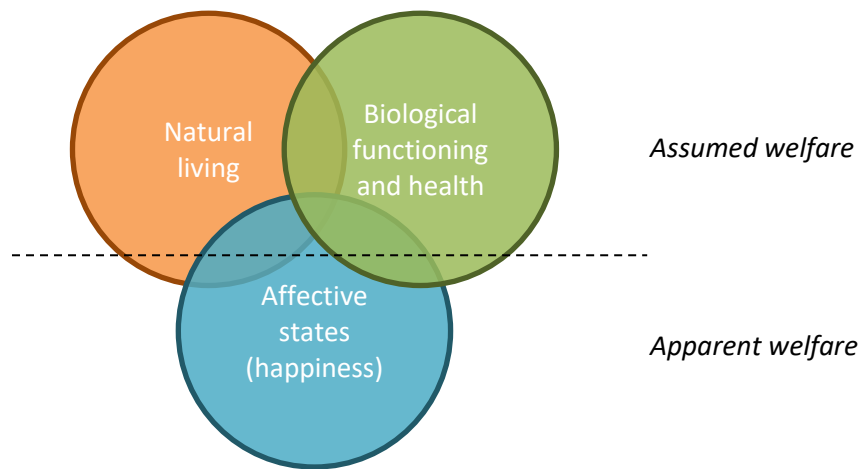 Natural
living
Biological
functioning
and health
Assumed welfare
Affective
states
(happiness)
Apparent welfare